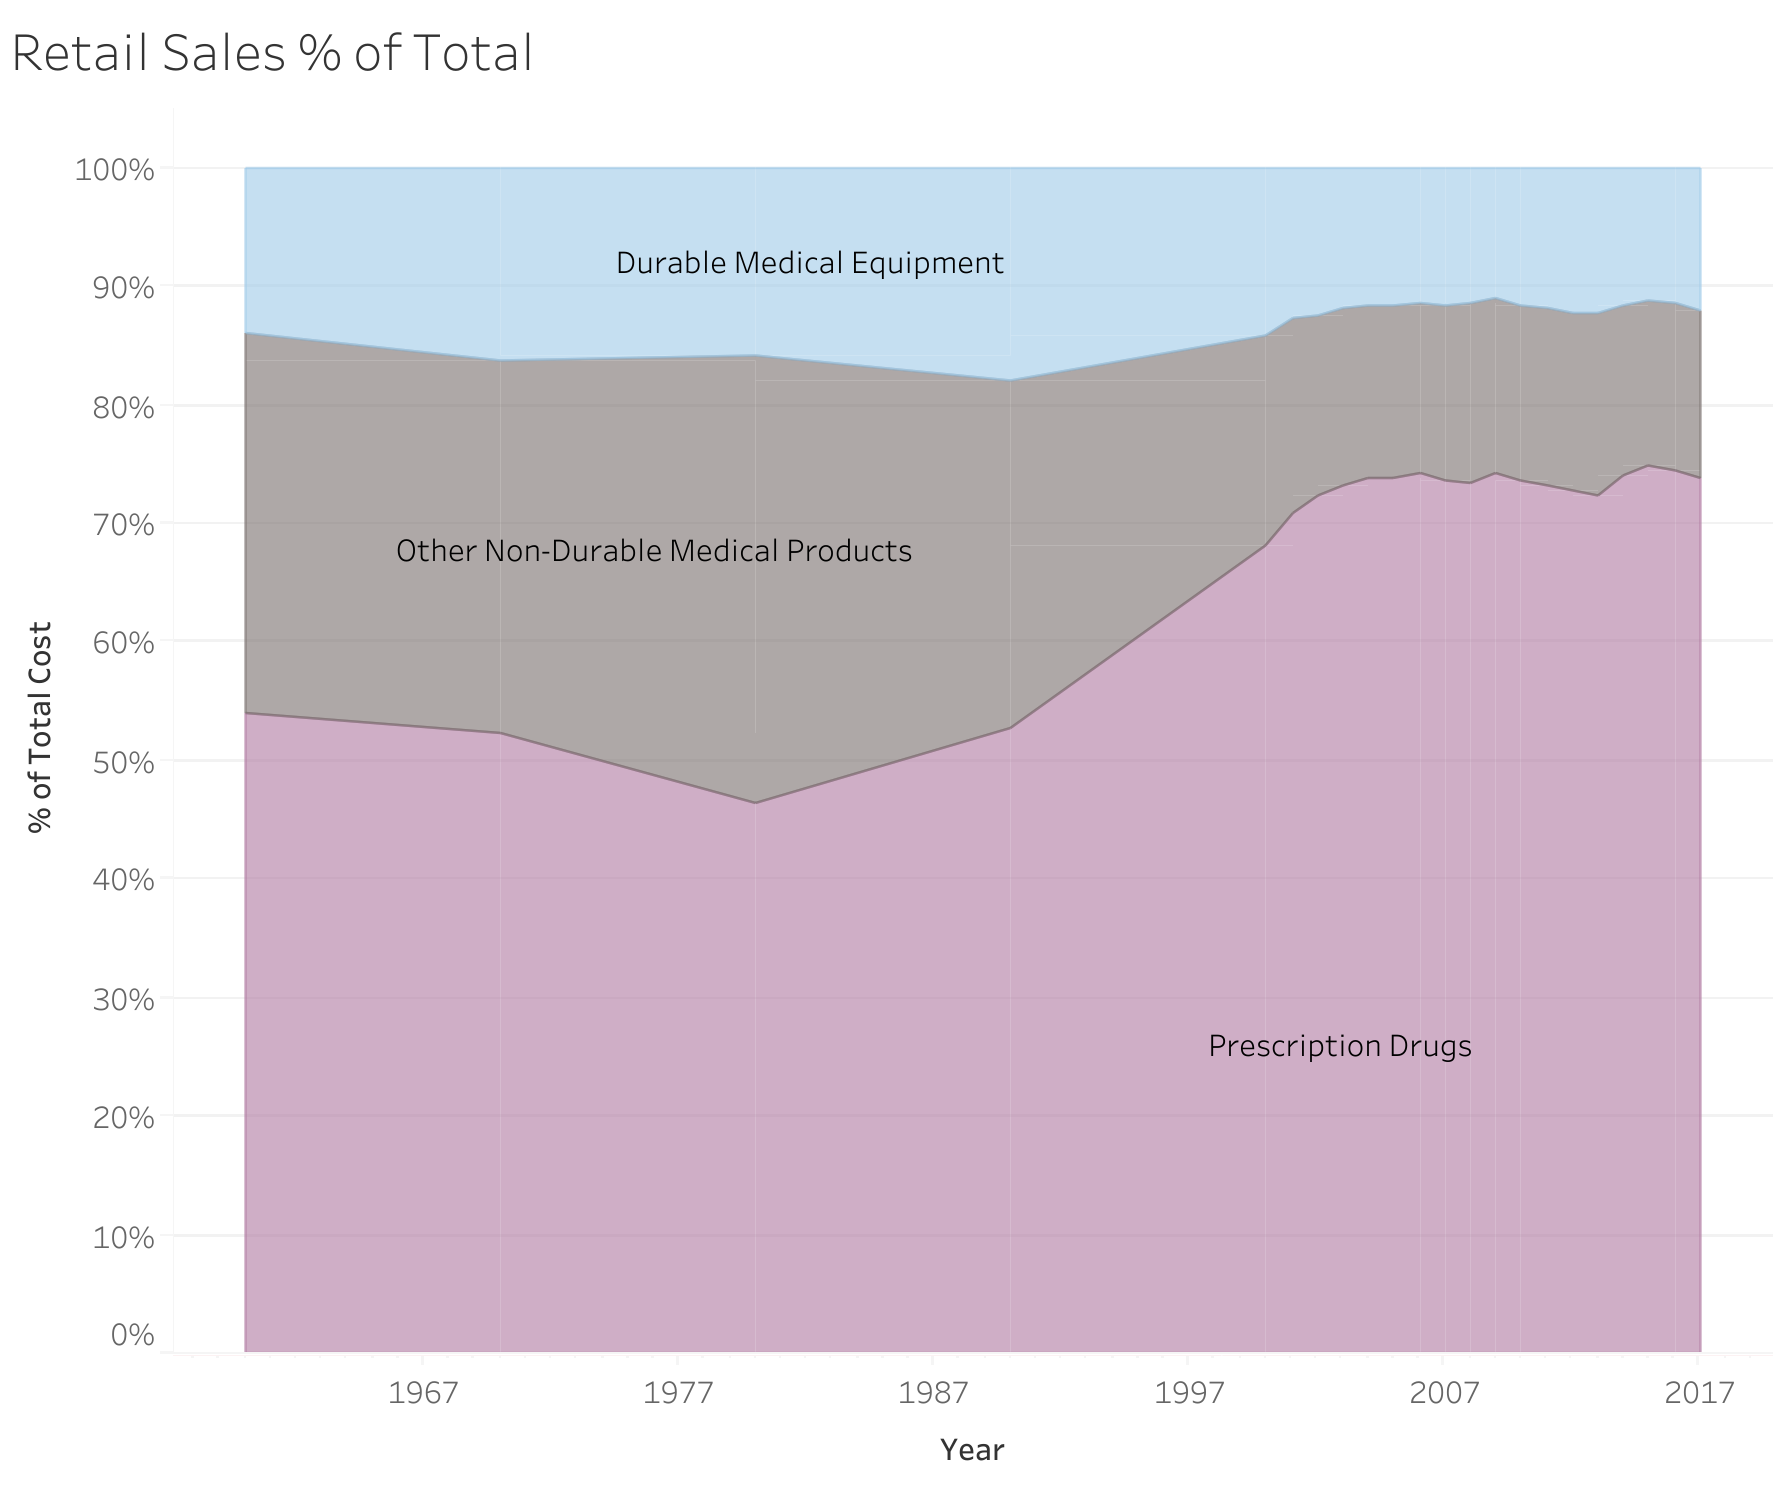 Retail Sales % of Total
100%
Durable Medical Equipment
90%
80%
70%
Other Non-Durable Medical Products
60%
% of Total Cost
50%
40%
30%
Prescription Drugs
20%
10%
0%
1967 1977 1987 1997 2007 2017
Year